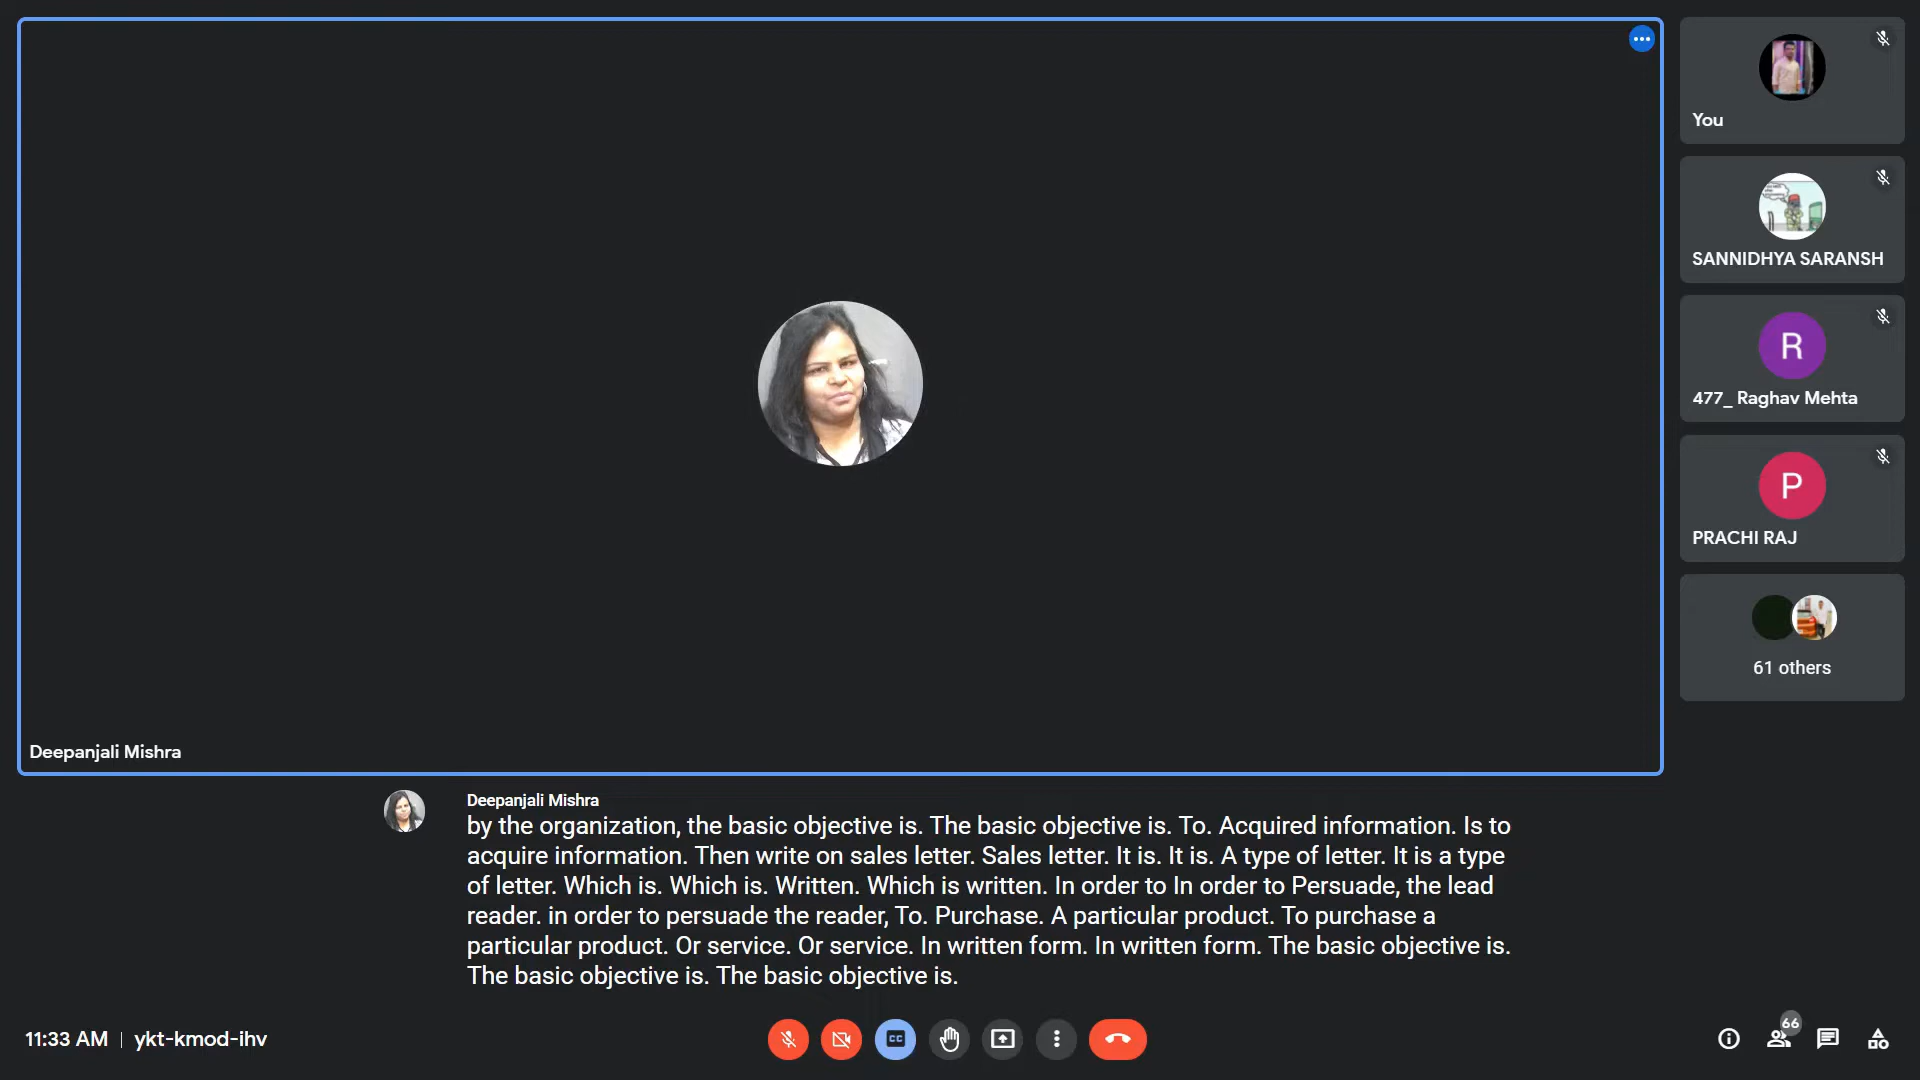 You
SANNIDHYA SARANSH
R
477_ Raghav Mehta
P
PRACHI RAJ
61 others
Deepanjali Mishra
Deepanjali Mishra
by the organization, the basic objective is. The basic objective is. To. Acquired information. Is to
acquire information. Then write on sales letter. Sales letter. It is. It is. A type of letter. It is a type
of letter. Which is. Which is. Written. Which is written. In order to In order to Persuade, the lead
reader. in order to persuade the reader, To. Purchase. A particular product. To purchase a
particular product. Or service. Or service. In written form. In written form. The basic objective is.
The basic objective is. The basic objective is.
11:33 AM | ykt-kmod-ihv
CC
66